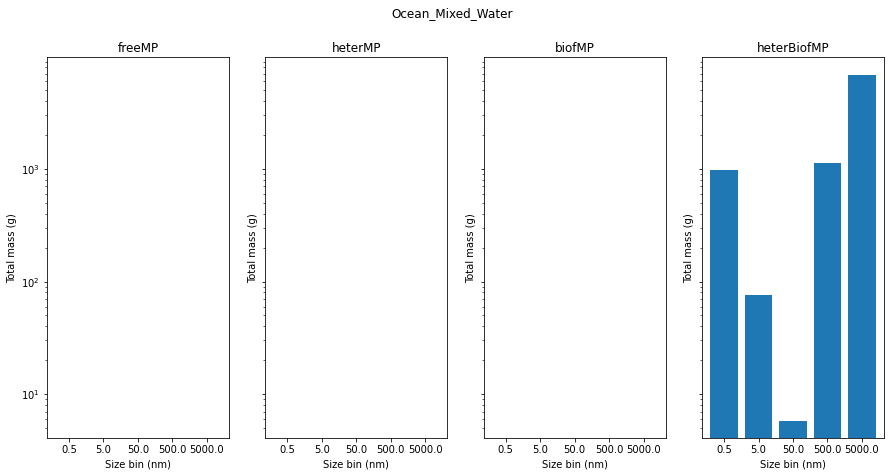 Ocean_Mixed_Water
freeMP
heterMP
biofMP
heterBiofMP
Total mass (g)
10³
10²
10¹
0.5 5.0 50.0 500.0 5000.0
Size bin (nm)
Total mass (g)
0.5 5.0 50.0 500.0 5000.0
Size bin (nm)
Total mass (g)
0.5 5.0 50.0 500.0 5000.0
Size bin (nm)
Total mass (g)
0.5 5.0 50.0 500.0 5000.0
Size bin (nm)